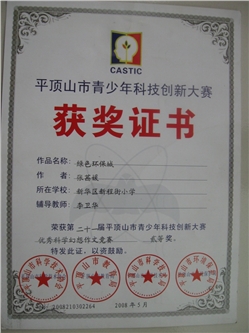 CASTIC
平顶山市青少年科技创新大赛
获奖证书
作品名称: 绿色环保城
作者: 张茗媛
所在学校: 新华区新程街小学
辅导教师: 李卫华
荣获第二十一届平顶山市青少年科技创新大赛
优秀科学幻想作文竞赛 贰等奖。
特发此证,以资鼓励。
2008年5月